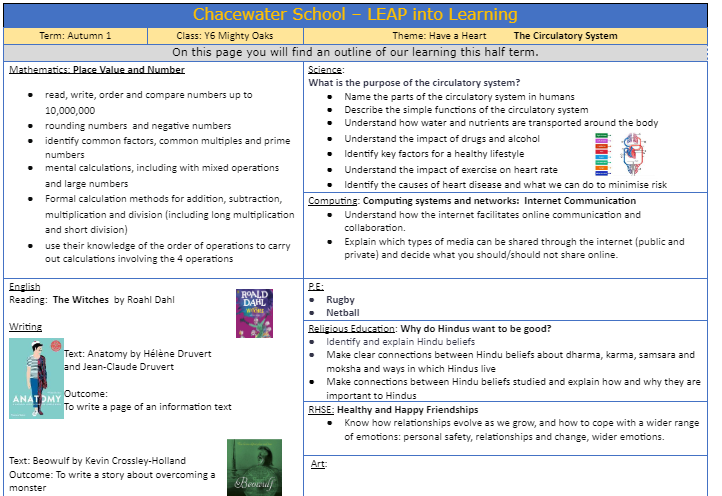 Chacewater School – LEAP into Learning
Term: Autumn 1
Class: Y6 Mighty Oaks
Theme: Have a Heart The Circulatory System
On this page you will find an outline of our learning this half term.
Mathematics: Place Value and Number
● read, write, order and compare numbers up to
10,000,000
● rounding numbers and negative numbers
● identify common factors, common multiples and prime
numbers
● mental calculations, including with mixed operations
and large numbers
● Formal calculation methods for addition, subtraction,
multiplication and division (including long multiplication
and short division)
● use their knowledge of the order of operations to carry
out calculations involving the 4 operations
Science:
What is the purpose of the circulatory system?
● Name the parts of the circulatory system in humans
● Describe the simple functions of the circulatory system
● Understand how water and nutrients are transported around the body
● Understand the impact of drugs and alcohol
● Identify key factors for a healthy lifestyle
● Understand the impact of exercise on heart rate
● Identify the causes of heart disease and what we can do to minimise risk
Computing: Computing systems and networks: Internet Communication
● Understand how the internet facilitates online communication and
collaboration.
● Explain which types of media can be shared through the internet (public and
private) and decide what you should/should not share online.
English
Reading: The Witches by Roahl Dahl
ROALD
DAHL
Writing
ANATOMY
Text: Anatomy by Hélène Druvert
and Jean-Claude Druvert
Outcome:
To write a page of an information text
Text: Beowulf by Kevin Crossley-Holland
Outcome: To write a story about overcoming a
monster
Beowulf
P.E:
● Rugby
● Netball
Religious Education: Why do Hindus want to be good?
● Identify and explain Hindu beliefs
● Make clear connections between Hindu beliefs about dharma, karma, samsara and
moksha and ways in which Hindus live
● Make connections between Hindu beliefs studied and explain how and why they are
important to Hindus
RHSE: Healthy and Happy Friendships
● Know how relationships evolve as we grow, and how to cope with a wider range
of emotions: personal safety, relationships and change, wider emotions.
Art: